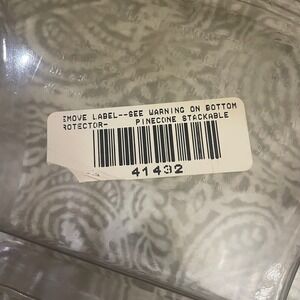 EMOVE LABEL--SEE WARNING ON BOTTOM
ROTECTOR- PINECONE STACKABLE
41432